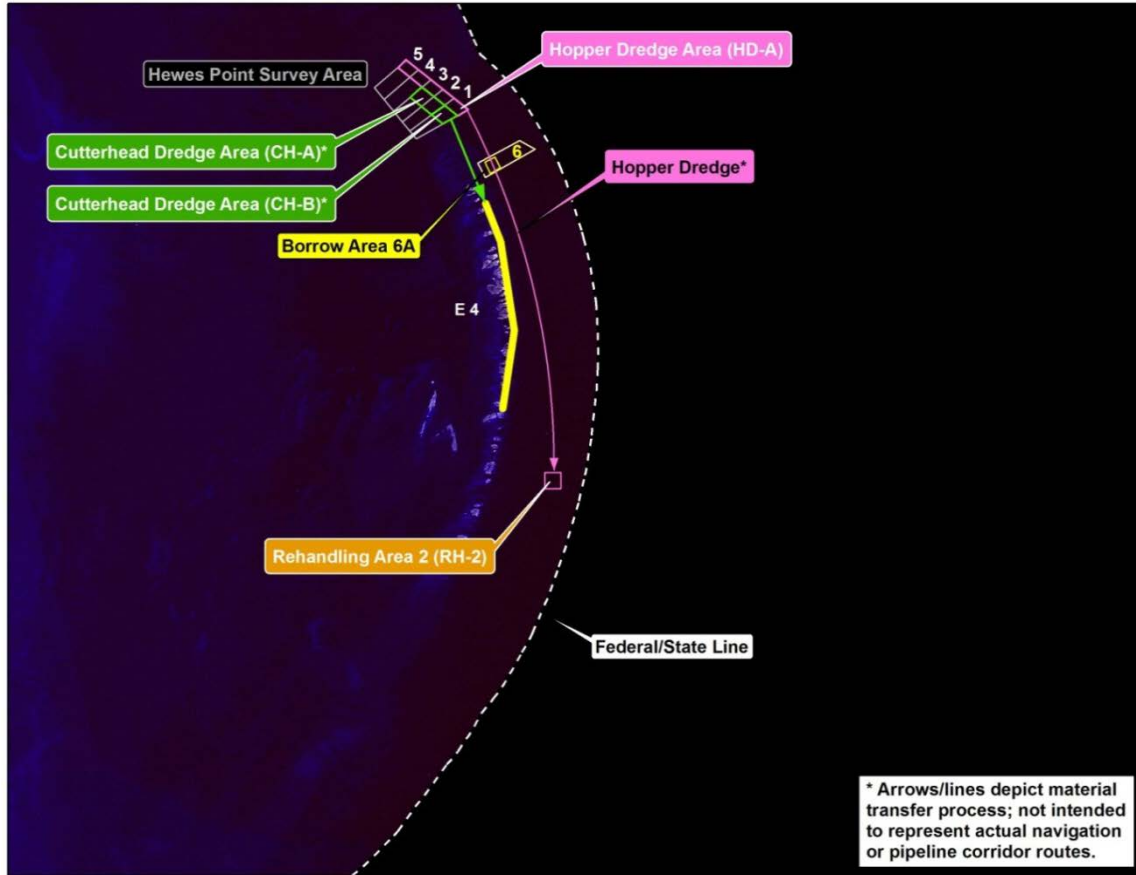 Hopper Dredge Area (HD-A)
5
4
3
2
1
Hewes Point Survey Area
Cutterhead Dredge Area (CH-A)*
6
Hopper Dredge*
Cutterhead Dredge Area (CH-B)*
Borrow Area 6A
E 4
Rehandling Area 2 (RH-2)
Federal/State Line
* Arrows/lines depict material
transfer process; not intended
to represent actual navigation
or pipeline corridor routes.